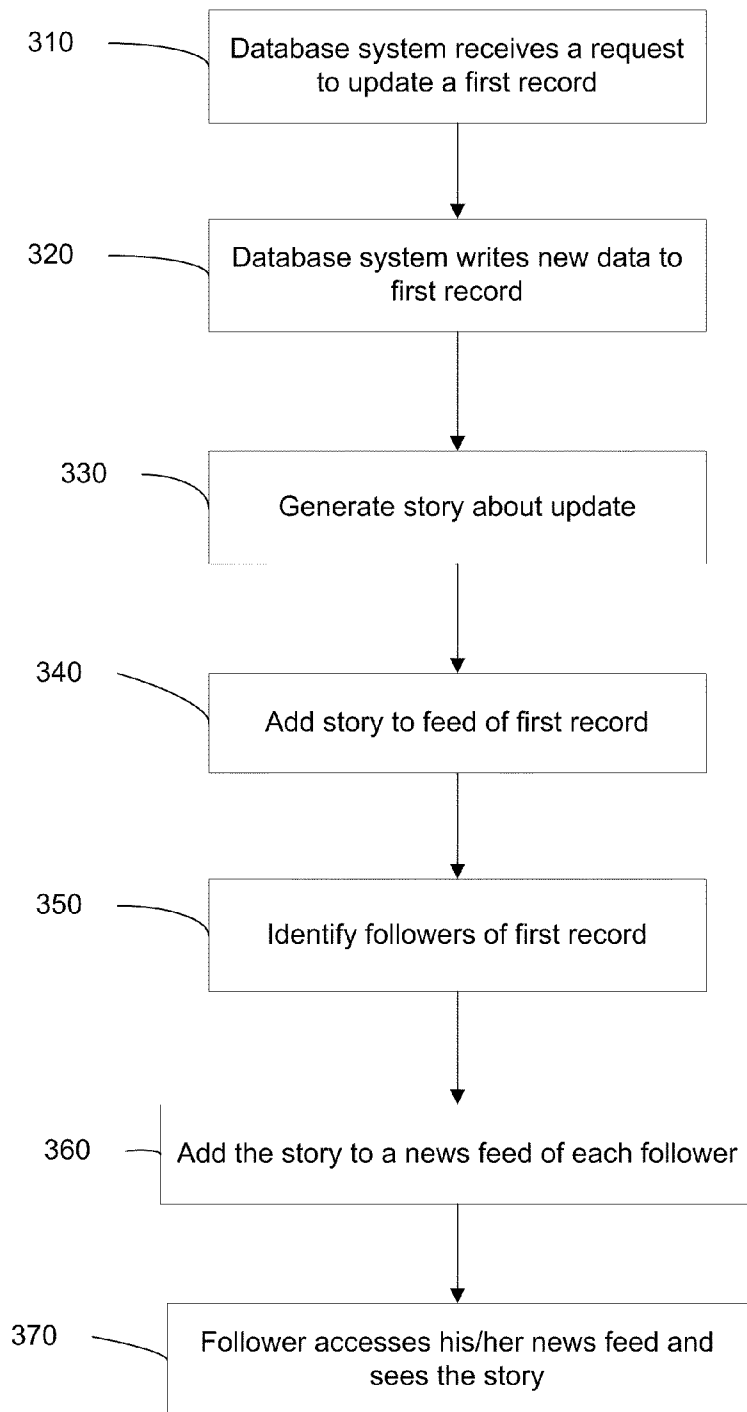 310
Database system receives a request
to update a first record
320
Database system writes new data to
first record
330
Generate story about update
340
Add story to feed of first record
350
Identify followers of first record
360
Add the story to a news feed of each follower
370
Follower accesses his/her news feed and
sees the story